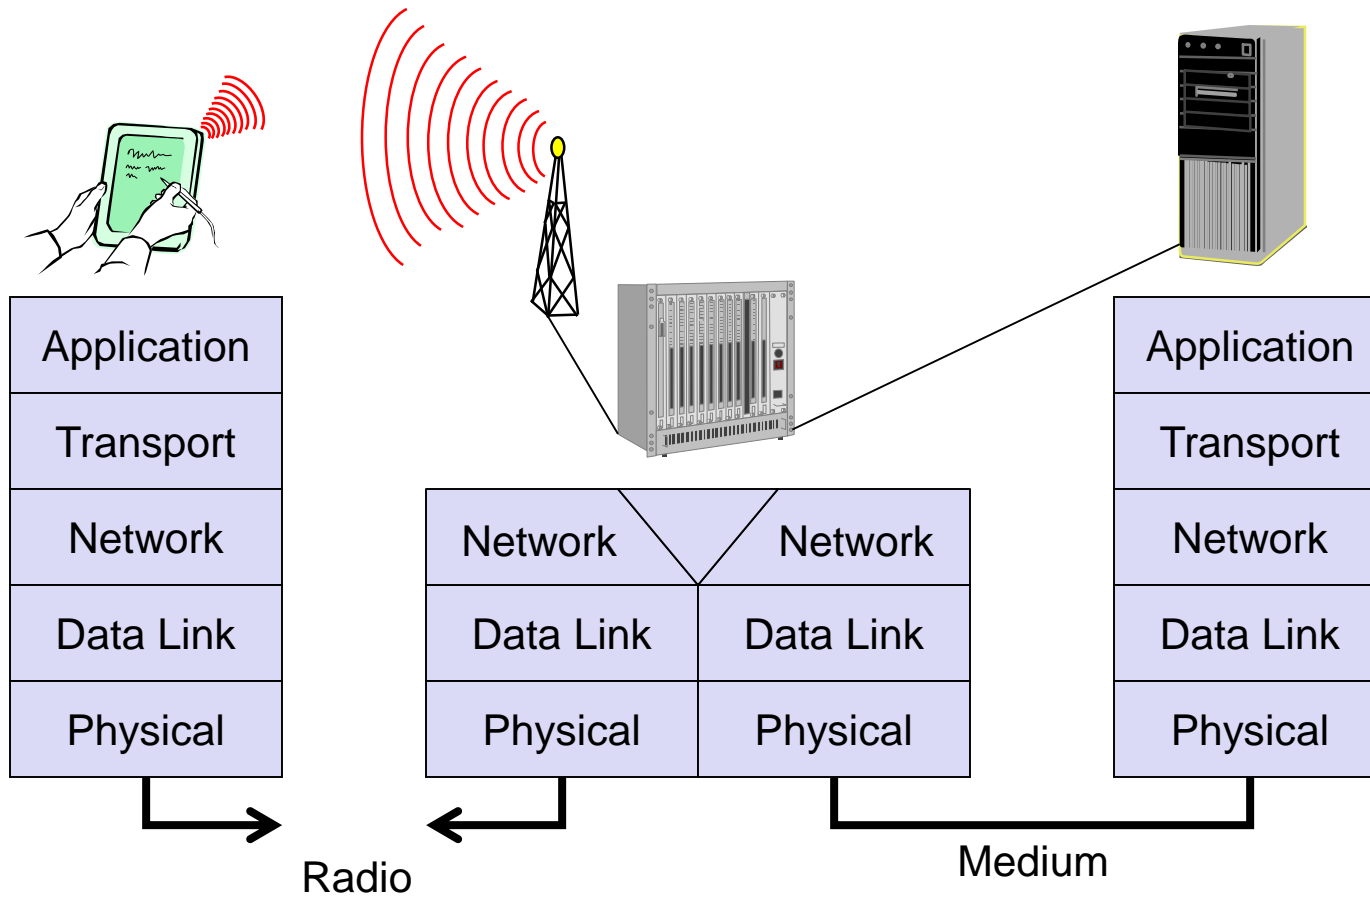 Application
Transport
Network
Data Link
Physical
Network
Data Link
Physical
Network
Data Link
Physical
Application
Transport
Network
Data Link
Physical
Radio
Medium